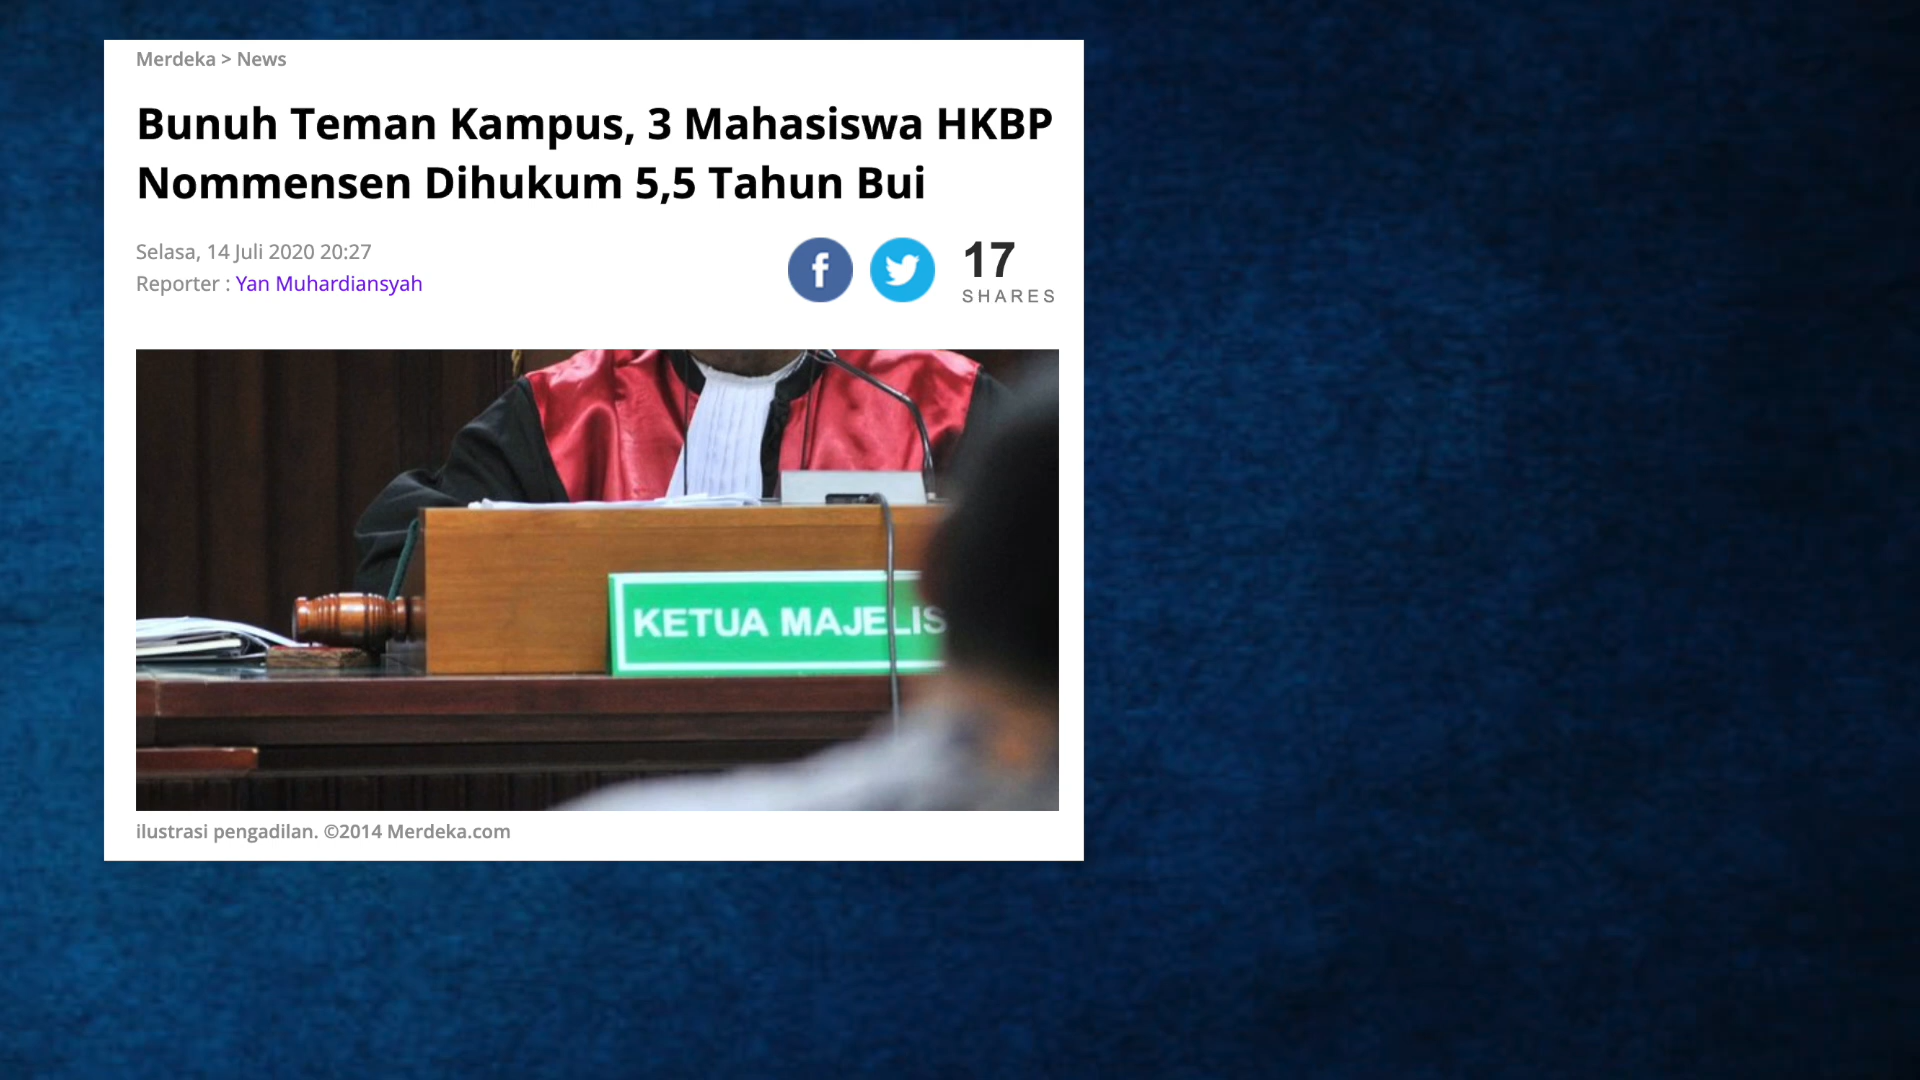 Merdeka > News
Bunuh Teman Kampus, 3 Mahasiswa HKBP
Nommensen Dihukum 5,5 Tahun Bui
Selasa, 14 Juli 2020 20:27
Reporter : Yan Muhardiansyah
17
SHARES
KETUA MAJELIS
ilustrasi pengadilan. ©2014 Merdeka.com